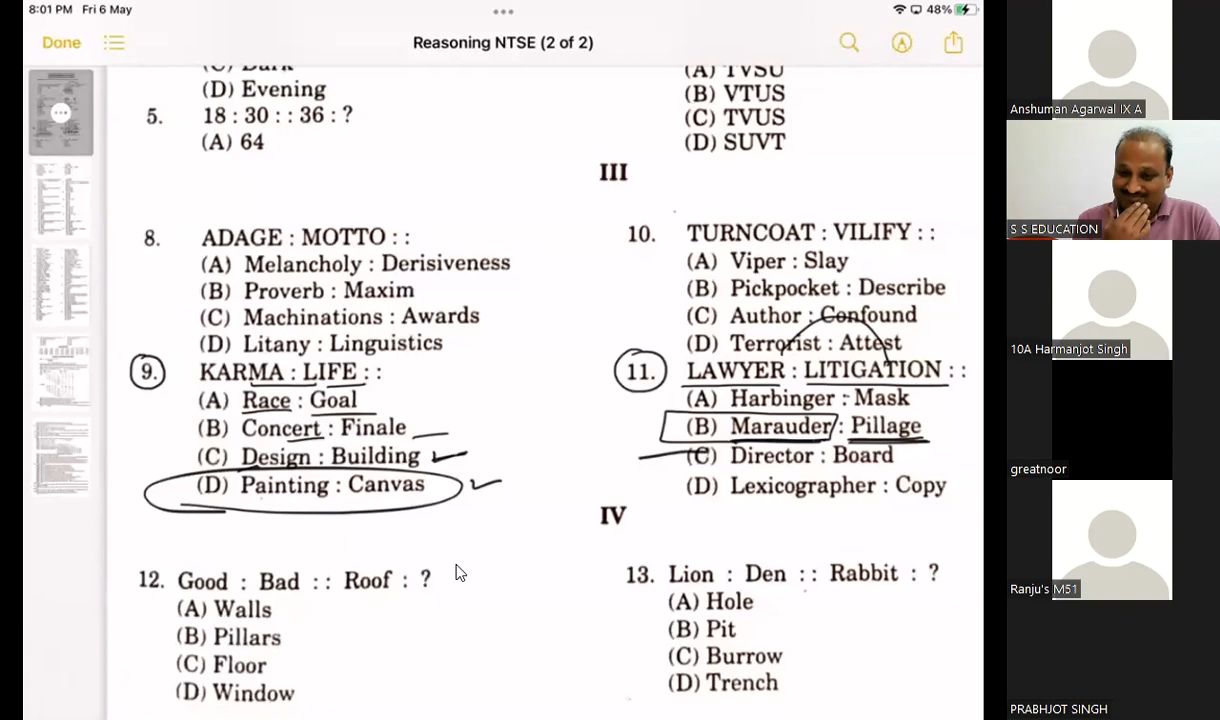 8:01 PM Fri 6 May
48%
Done
Reasoning NTSE (2 of 2)
(C) Dark
(D) Evening
5. 18 : 30 : : 36 : ?
(A) 64
(A) TVSU
(B) VTUS
(C) TVUS
(D) SUVT
III
8. ADAGE : MOTTO : :
(A) Melancholy : Derisiveness
(B) Proverb : Maxim
(C) Machinations : Awards
(D) Litany : Linguistics
9. KARMA : LIFE : :
(A) Race : Goal
(B) Concert : Finale
(C) Design : Building
(D) Painting : Canvas
10. TURNCOAT : VILIFY : :
(A) Viper : Slay
(B) Pickpocket : Describe
(C) Author : Confound
(D) Terrorist : Attest
11. LAWYER : LITIGATION : :
(A) Harbinger : Mask
(B) Marauder : Pillage
(C) Director : Board
(D) Lexicographer : Copy
IV
12. Good : Bad : : Roof : ?
(A) Walls
(B) Pillars
(C) Floor
(D) Window
13. Lion : Den : : Rabbit : ?
(A) Hole
(B) Pit
(C) Burrow
(D) Trench
Anshuman Agarwal IX A
S S EDUCATION
10A Harmanjot Singh
greatnoor
Ranju's M51
PRABHJOT SINGH